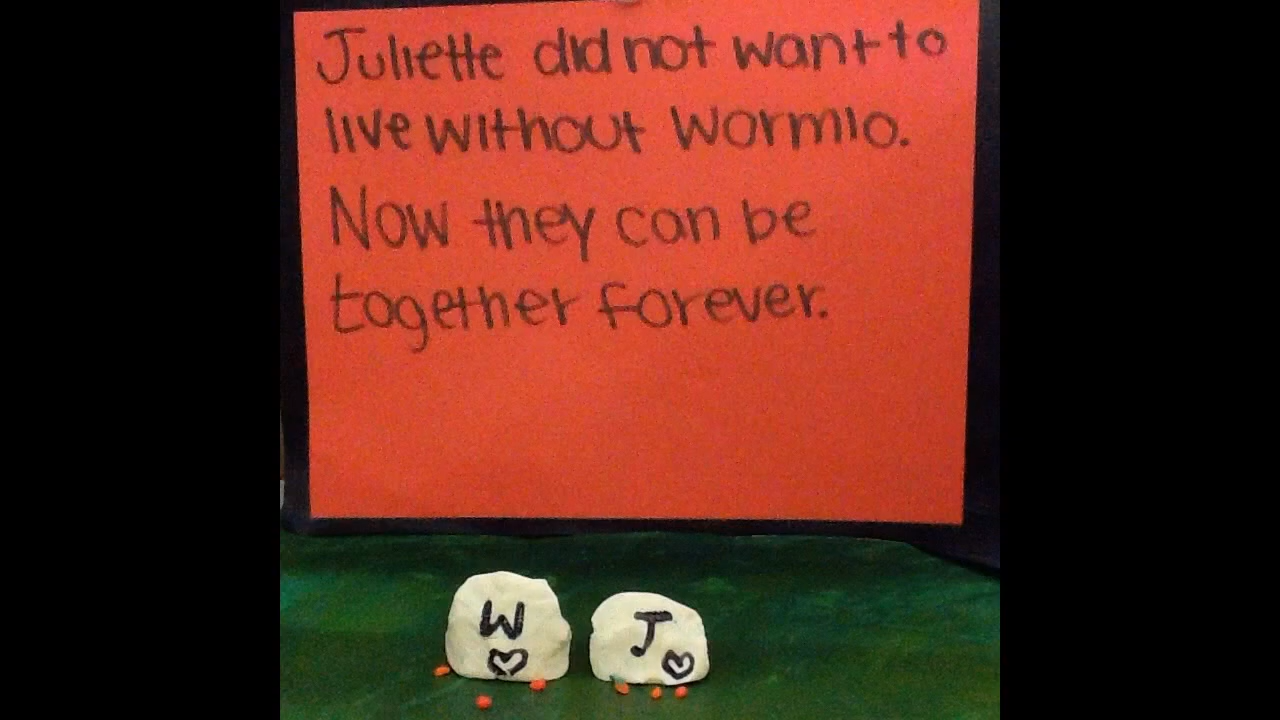 Juliette did not want to
live without Wormio.
Now they can be
together forever.
W J